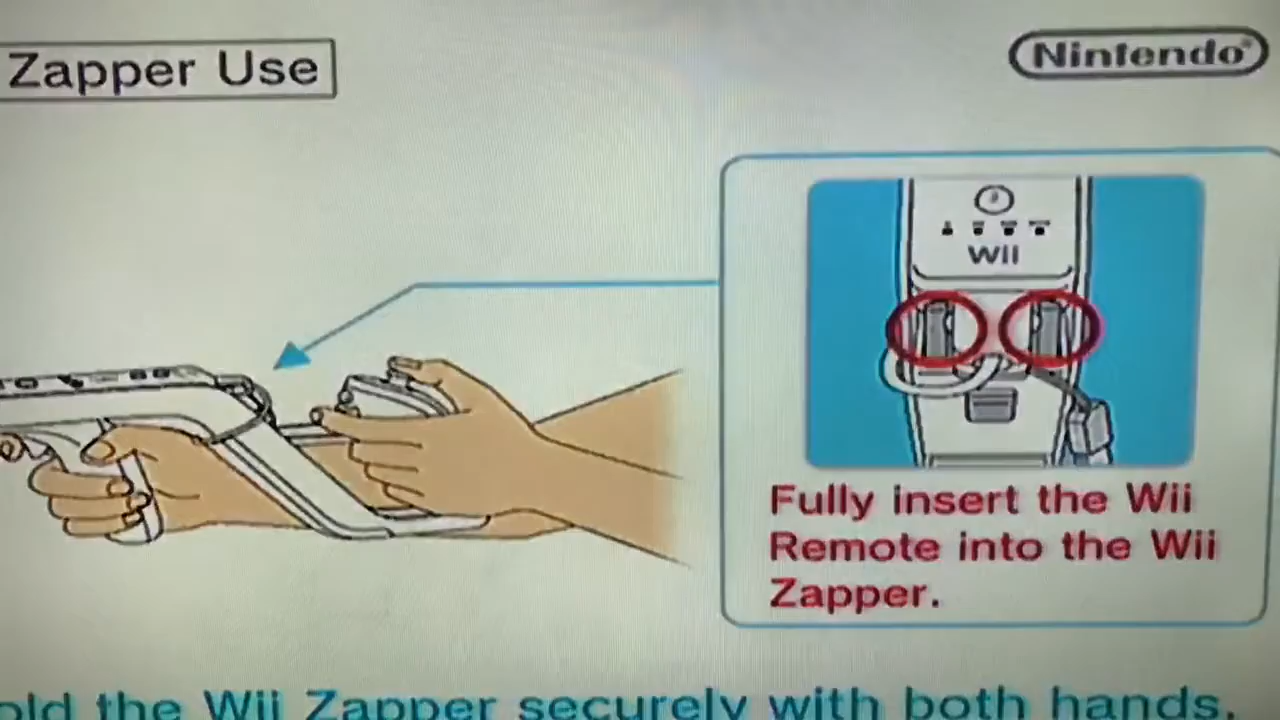 Zapper Use
Nintendo®
Wii
Fully insert the Wii
Remote into the Wii
Zapper.
old the Wii Zapper securely with both hands.